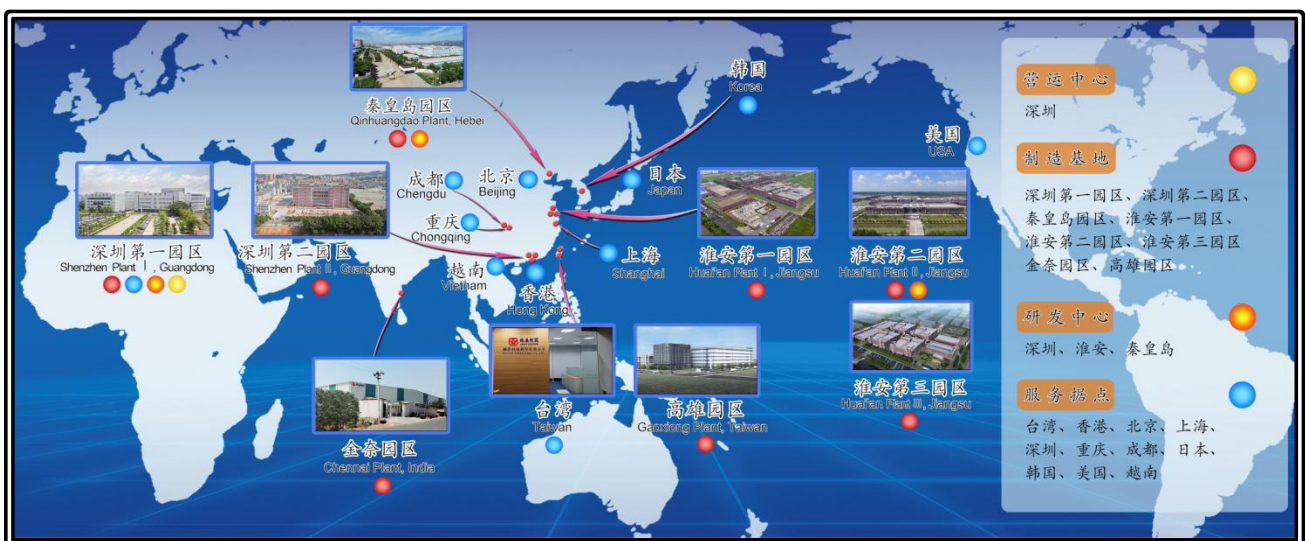 秦皇岛园区
Qinhuangdao Plant, Hebei
韩国
Korea
美国
USA
成都
Chengdu
北京
Beijing
日本
Japan
重庆
Chongqing
深圳第一园区
Shenzhen Plant Ⅰ, Guangdong
深圳第二园区
Shenzhen Plant Ⅱ, Guangdong
越南
Vietnam
香港
Hong Kong
上海
Shanghai
淮安第一园区
Huai'an Plant Ⅰ, Jiangsu
淮安第二园区
Huai'an Plant Ⅱ, Jiangsu
金奈园区
Chennai Plant, India
台湾
Taiwan
高雄园区
Gaoxiong Plant, Taiwan
淮安第三园区
Huai'an Plant Ⅲ, Jiangsu
营运中心
深圳
制造基地
深圳第一园区、深圳第二园区、
秦皇岛园区、淮安第一园区、
淮安第二园区、淮安第三园区
金奈园区、高雄园区
研发中心
深圳、淮安、秦皇岛
服务据点
台湾、香港、北京、上海、
深圳、重庆、成都、日本、
韩国、美国、越南